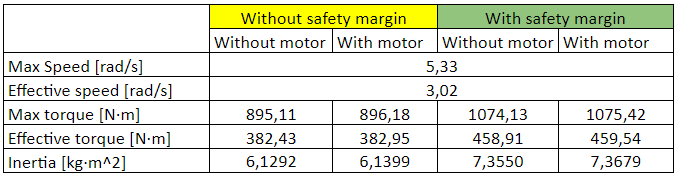 Without safety margin With safety margin
Without motor With motor Without motor With motor
Max Speed [rad/s] 5,33
Effective speed [rad/s] 3,02
Max torque [N·m] 895,11 896,18 1074,13 1075,42
Effective torque [N·m] 382,43 382,95 458,91 459,54
Inertia [kg·m^2] 6,1292 6,1399 7,3550 7,3679